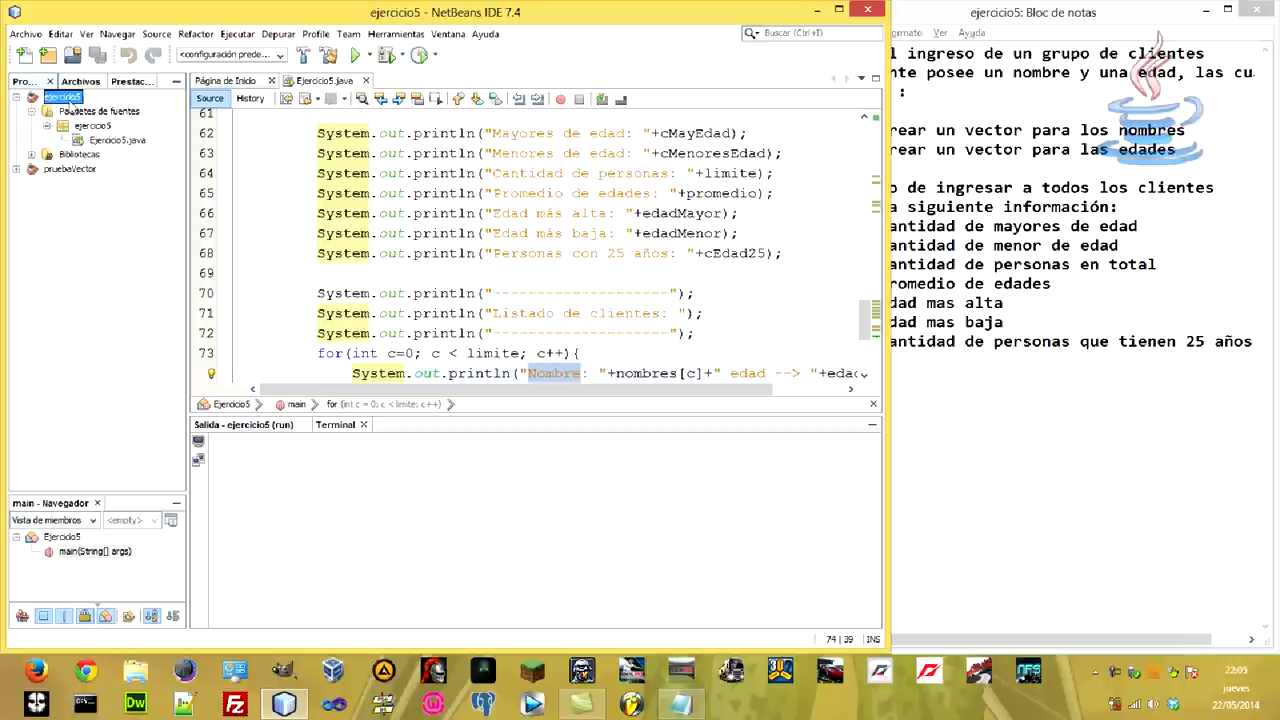 ejercicio5 - NetBeans IDE 7.4
Archivo Editar Ver Navegar Source Refactor Ejecutar Depurar Profile Team Herramientas Ventana Ayuda
Buscar (Ctrl+I)
<configuración prede...
Pro... Archivos Prestac...
Página de Inicio Ejercicio5.java
Source History
ejercicio5
Paquetes de fuentes
ejercicio5
Ejercicio5.java
Bibliotecas
pruebaVector
61
62 System.out.println("Mayores de edad: "+cMayEdad);
63 System.out.println("Menores de edad: "+cMenoresEdad);
64 System.out.println("Cantidad de personas: "+limite);
65 System.out.println("Promedio de edades: "+promedio);
66 System.out.println("Edad más alta: "+edadMayor);
67 System.out.println("Edad más baja: "+edadMenor);
68 System.out.println("Personas con 25 años: "+cEdad25);
69
70 System.out.println("--------------------");
71 System.out.println("Listado de clientes: ");
72 System.out.println("--------------------");
73 for(int c=0; c < limite; c++){
System.out.println("Nombre: "+nombres[c]+" edad --> "+edad
Ejercicio5 main for (int c = 0; c < limite; c++)
Salida - ejercicio5 (run) Terminal
main - Navegador
Vista de miembros <empty>
Ejercicio5
main(String[] args)
74 | 39 INS
ejercicio5: Bloc de notas
ormato Ver Ayuda
l ingreso de un grupo de clientes
nte posee un nombre y una edad, las cu
:
rear un vector para los nombres
rear un vector para las edades
o de ingresar a todos los clientes
a siguiente información:
antidad de mayores de edad
antidad de menor de edad
antidad de personas en total
romedio de edades
dad mas alta
dad mas baja
antidad de personas que tienen 25 años
22:05
jueves
22/05/2014
Dw
FZ
NFS